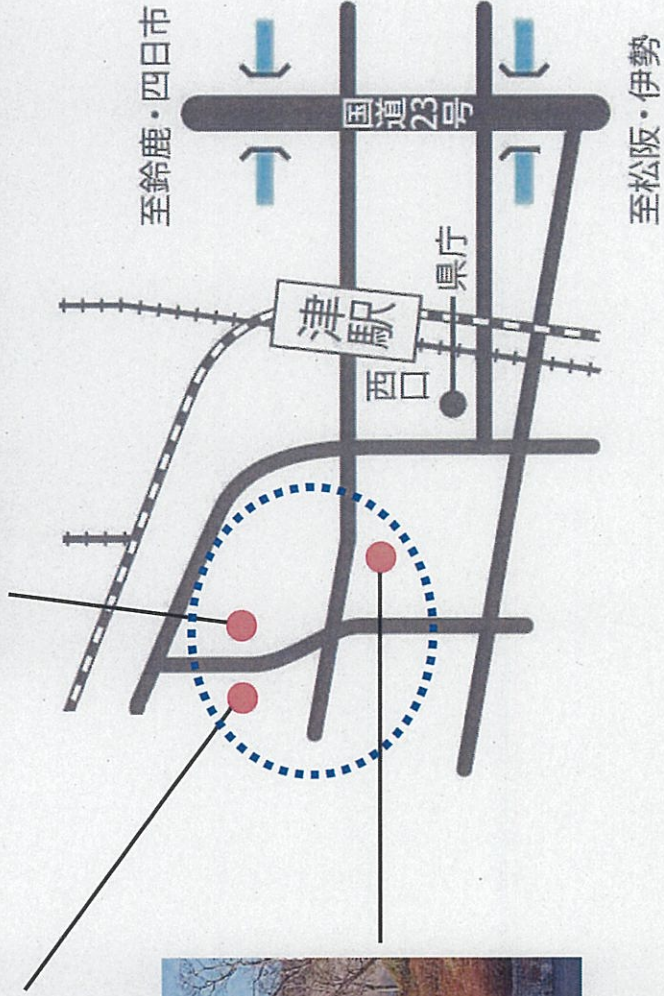 至鈴鹿・四日市
国道23号
県庁
津駅
西口
至松阪・伊勢